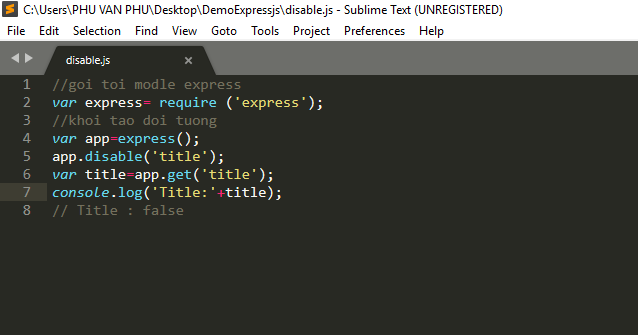 C:\Users\PHU VAN PHU\Desktop\DemoExpressjs\disable.js - Sublime Text (UNREGISTERED)
File Edit Selection Find View Goto Tools Project Preferences Help
disable.js ×
1 //goi toi modle express
2 var express= require ('express');
3 //khoi tao doi tuong
4 var app=express();
5 app.disable('title');
6 var title=app.get('title');
7 console.log('Title:'+title);
8 // Title : false